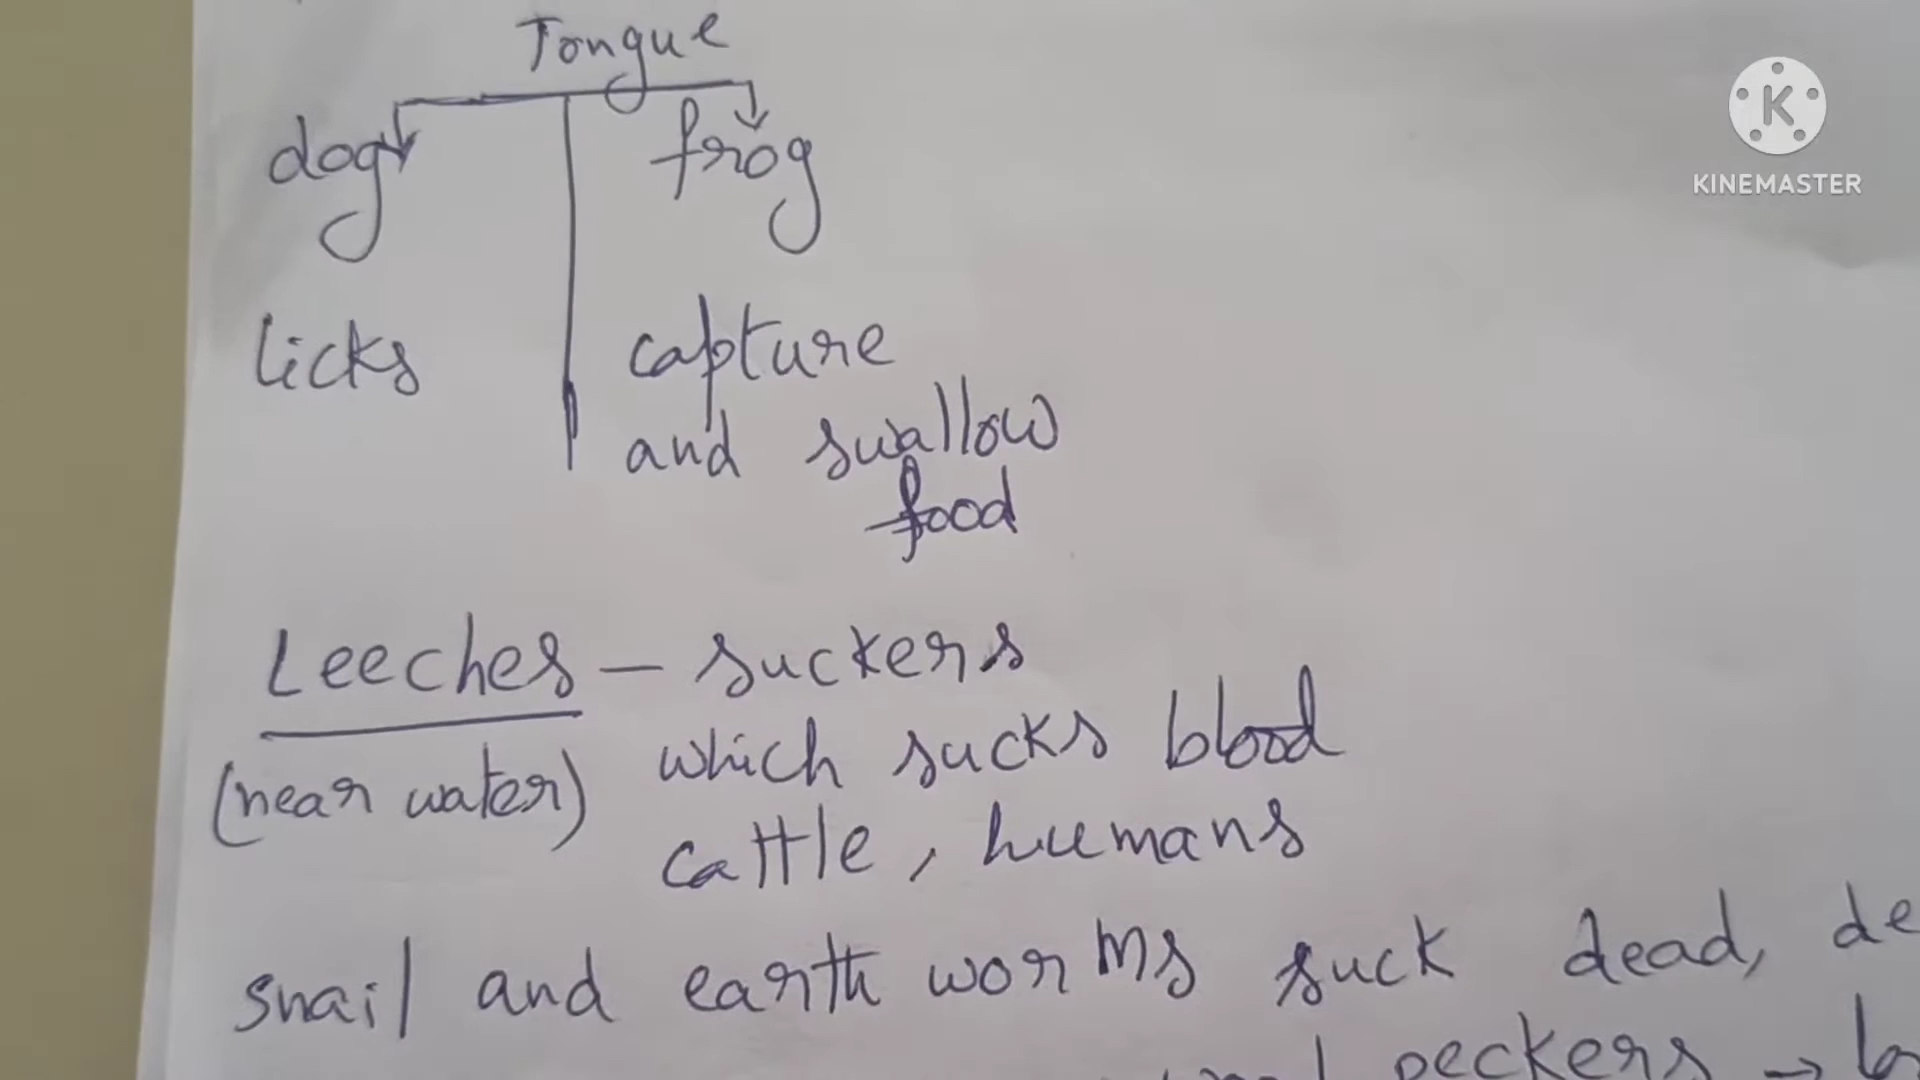 Tongue
dog frog
licks capture
and swallow
food
Leeches – suckers
(near water) which sucks blood
cattle, humans
snail and earth worms suck dead, de
peckers →
K
KINEMASTER